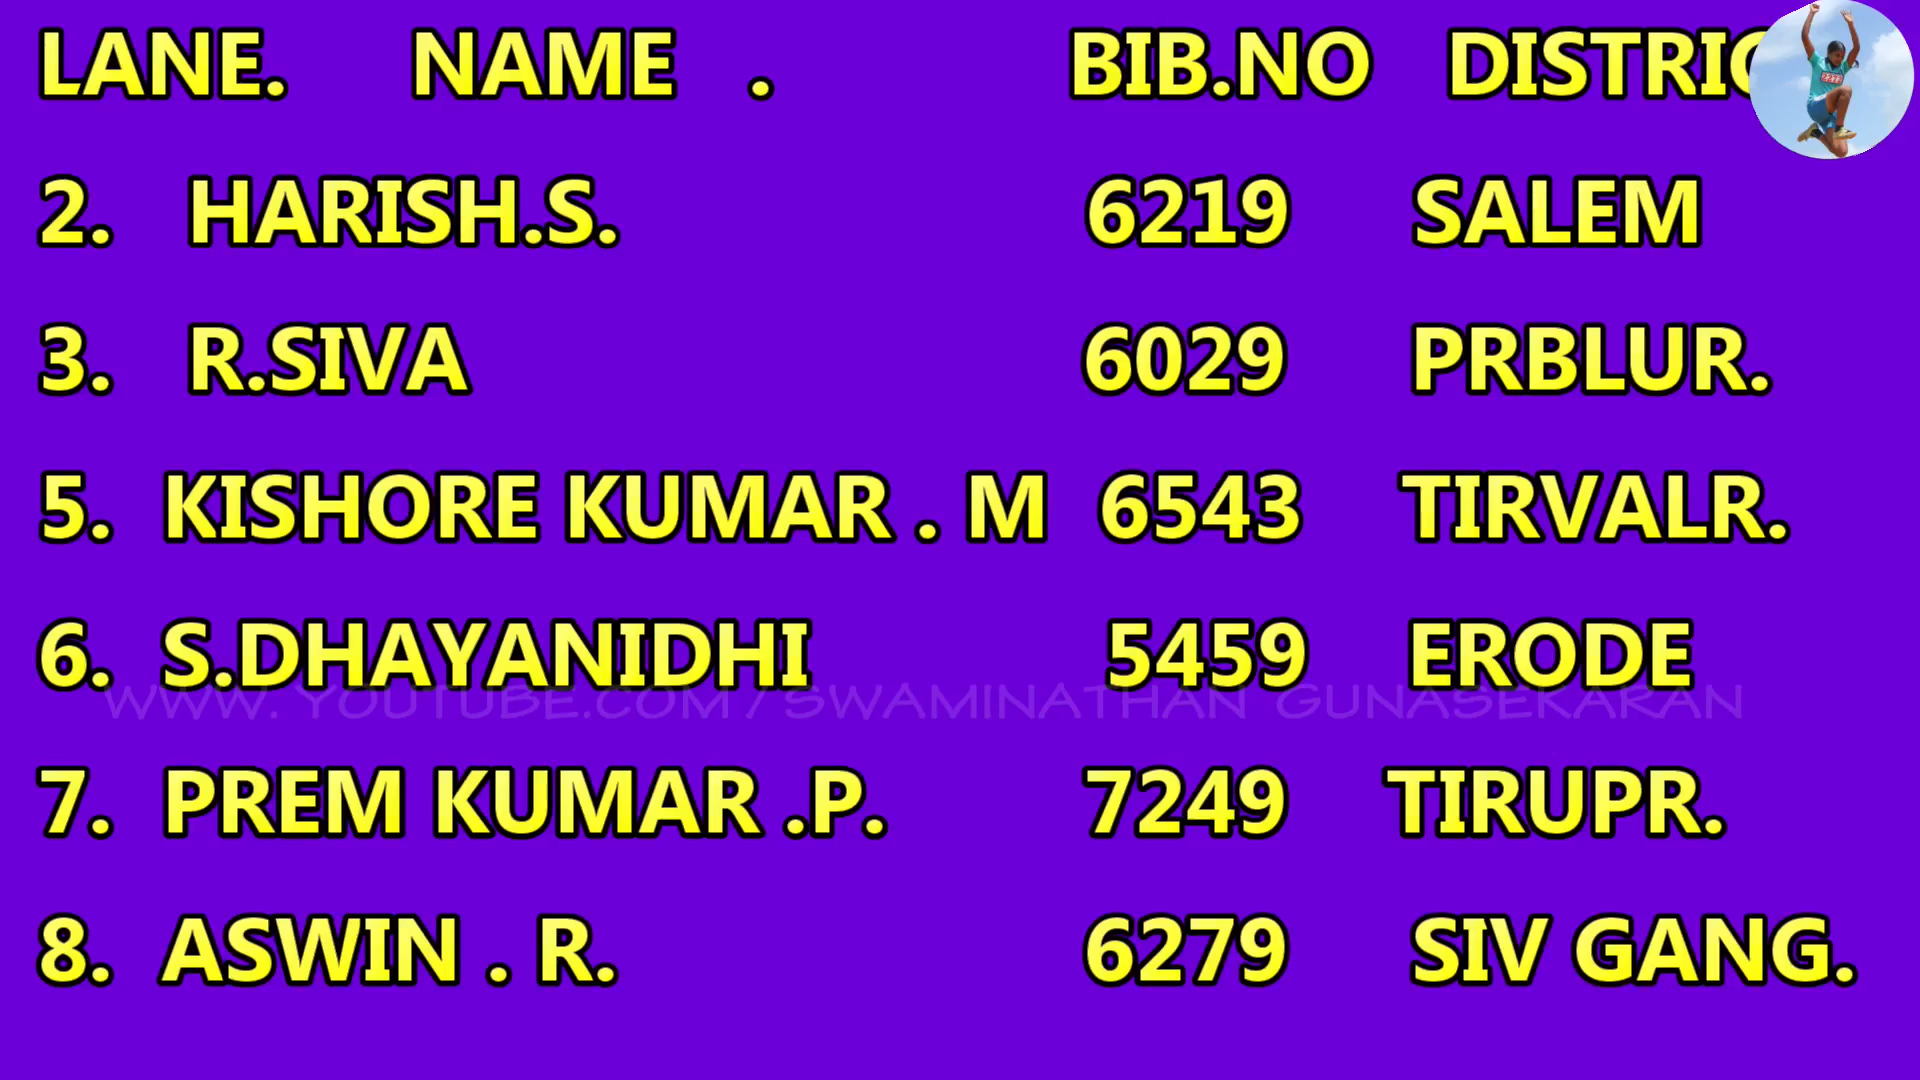 LANE. NAME . BIB.NO DISTRIC
2. HARISH.S. 6219 SALEM
3. R.SIVA 6029 PRBLUR.
5. KISHORE KUMAR . M 6543 TIRVALR.
6. S.DHAYANIDHI 5459 ERODE
WWW.YOUTUBE.COM/SWAMINATHAN GUNASEKARAN
7. PREM KUMAR .P. 7249 TIRUPR.
8. ASWIN . R. 6279 SIV GANG.